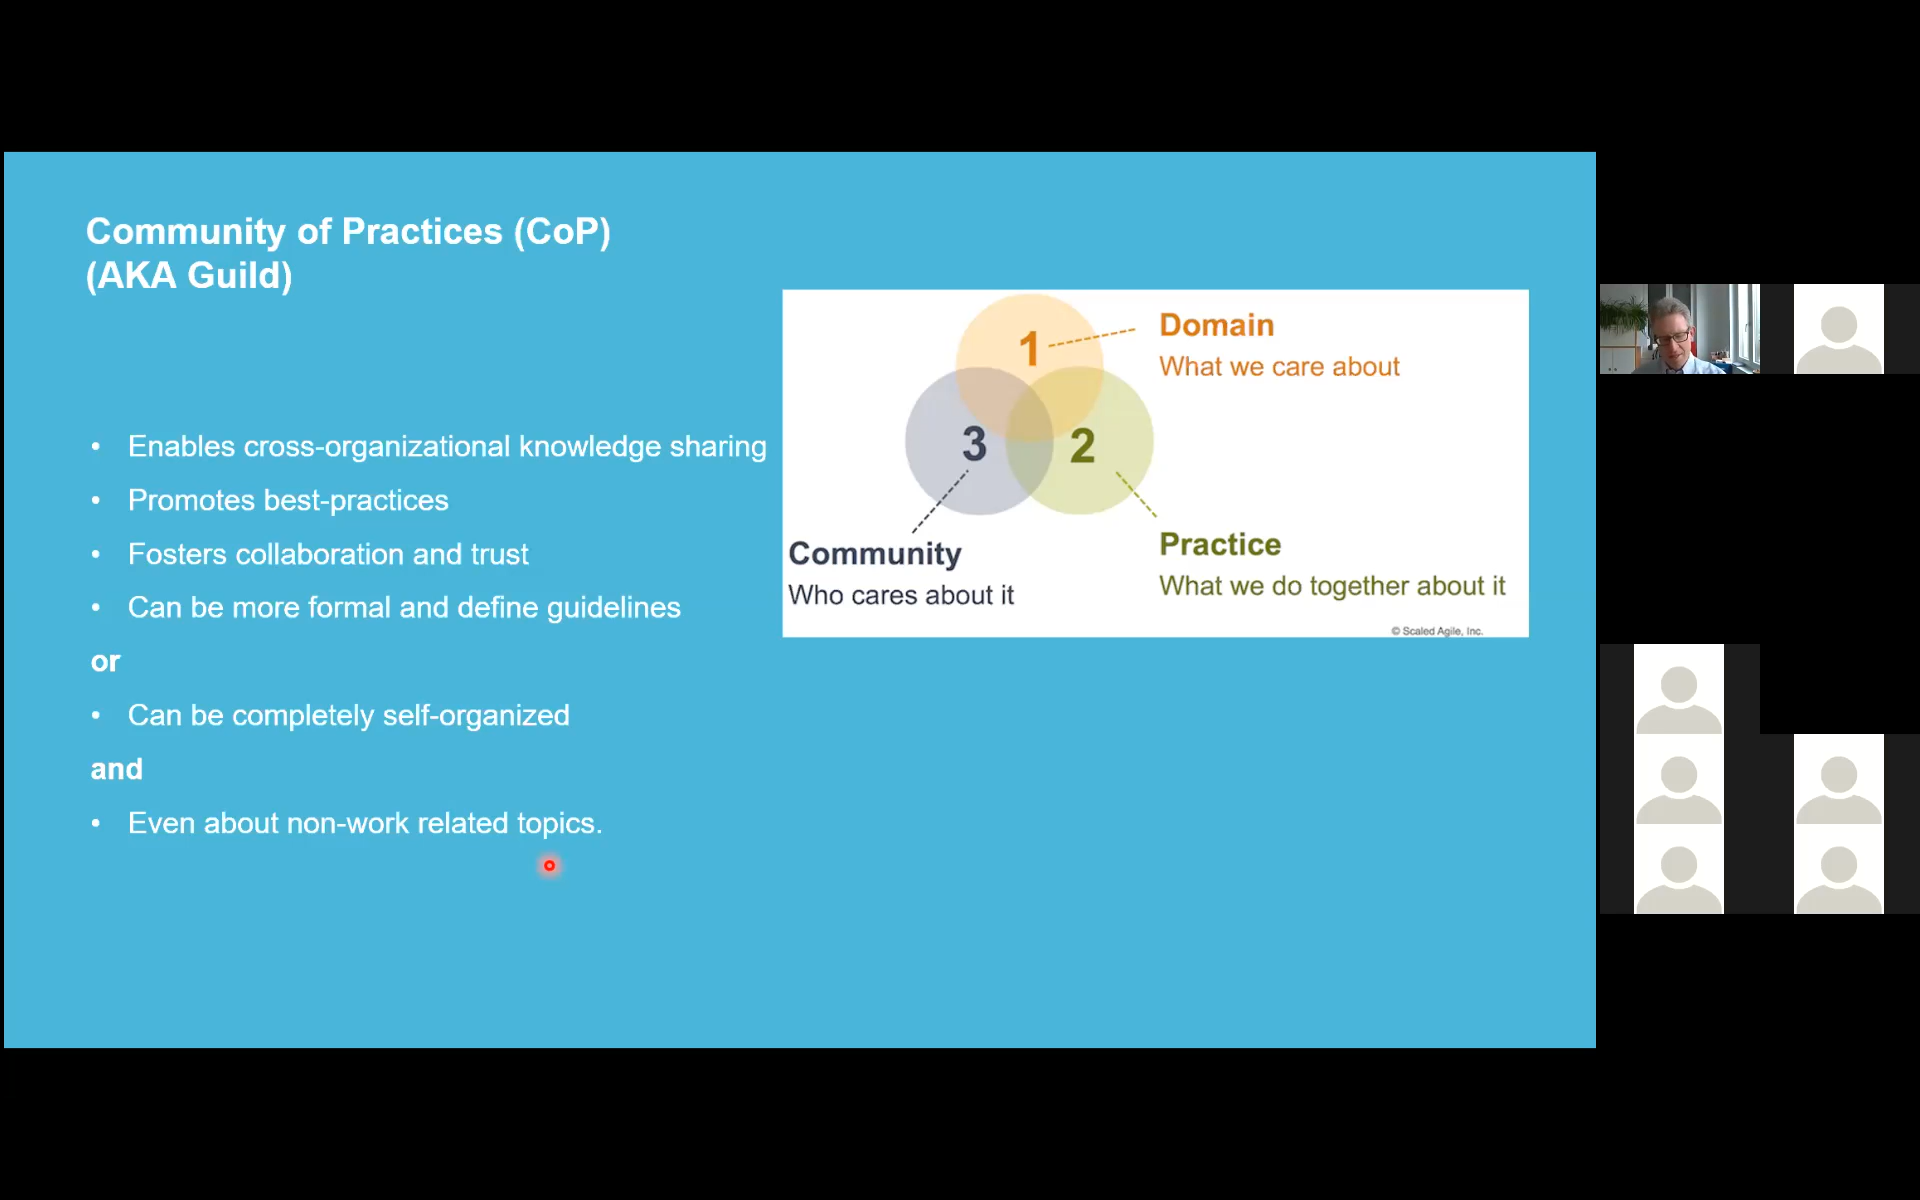 Community of Practices (CoP)
(AKA Guild)
• Enables cross-organizational knowledge sharing
• Promotes best-practices
• Fosters collaboration and trust
• Can be more formal and define guidelines
or
• Can be completely self-organized
and
• Even about non-work related topics.
1
Domain
What we care about
3
2
Community
Who cares about it
Practice
What we do together about it
© Scaled Agile, Inc.